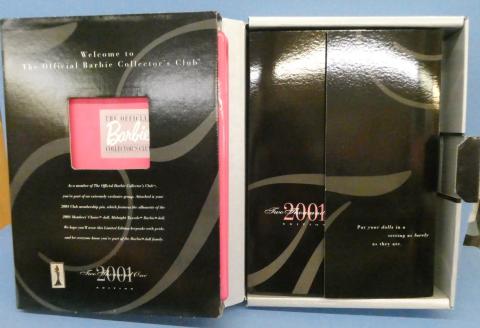 Welcome to
The Official Barbie Collector's Club™
THE OFFICIAL
Barbie
COLLECTOR'S CLUB
As a member of The Official Barbie Collector's Club™,
you're part of an extremely exclusive group. Attached is your
2001 Club membership pin, which features the silhouette of the
2001 Members' Choice™ doll, Midnight Tuxedo™ Barbie® doll.
We hope you'll wear this Limited Edition keepsake with pride,
and let everyone know you're part of the Barbie® doll family.
Two Thousand One
2001
EDITION
Two Thousand One
2001
EDITION
Put your dolls in a
setting as lovely
as they are.